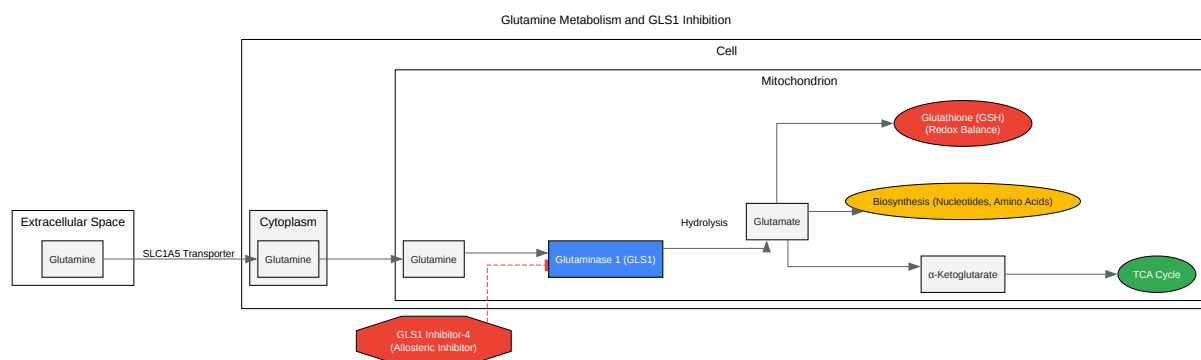 Glutamine Metabolism and GLS1 Inhibition
Cell
Mitochondrion
Glutathione (GSH)
(Redox Balance)
Extracellular Space
Cytoplasm
Biosynthesis (Nucleotides, Amino Acids)
Hydrolysis
Glutamate
SLC1A5 Transporter
Glutamine
Glutamine
Glutamine
Glutaminase 1 (GLS1)
α-Ketoglutarate
TCA Cycle
GLS1 Inhibitor-4
(Allosteric Inhibitor)